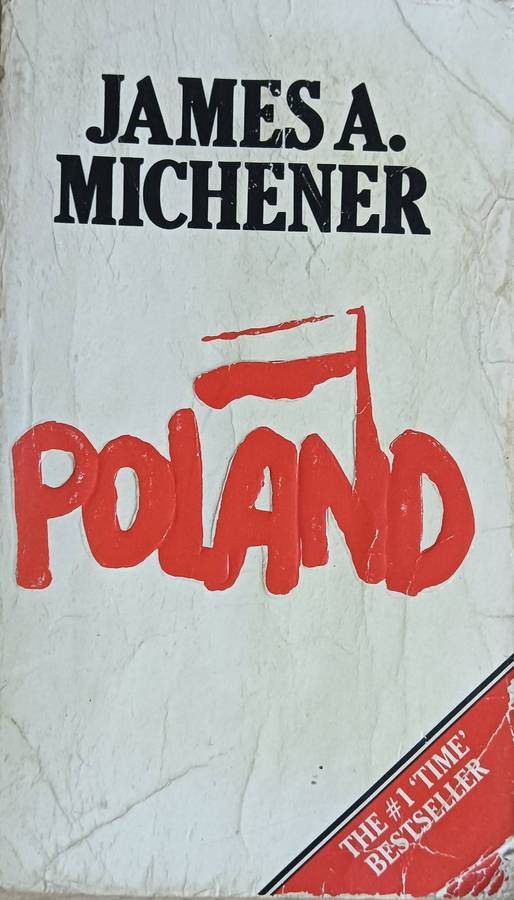 JAMES A.
MICHENER
POLAND
THE #1 'TIME'
BESTSELLER